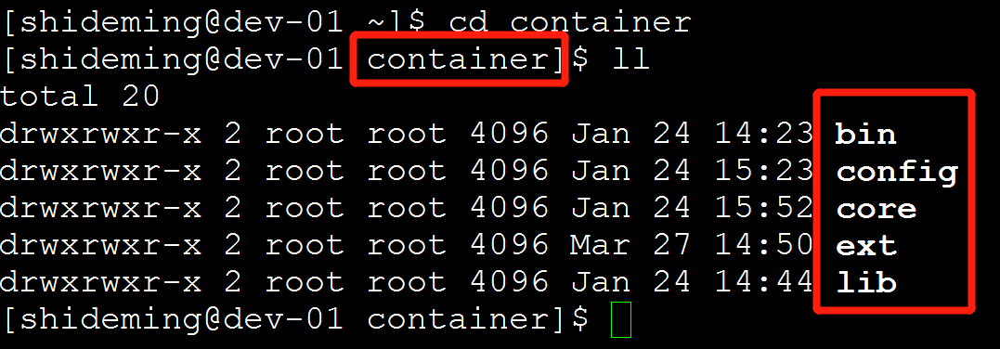 [shideming@dev-01 ~]$ cd container
[shideming@dev-01 container]$ ll
total 20
drwxrwxr-x 2 root root 4096 Jan 24 14:23 bin
drwxrwxr-x 2 root root 4096 Jan 24 15:23 config
drwxrwxr-x 2 root root 4096 Jan 24 15:52 core
drwxrwxr-x 2 root root 4096 Mar 27 14:50 ext
drwxrwxr-x 2 root root 4096 Jan 24 14:44 lib
[shideming@dev-01 container]$